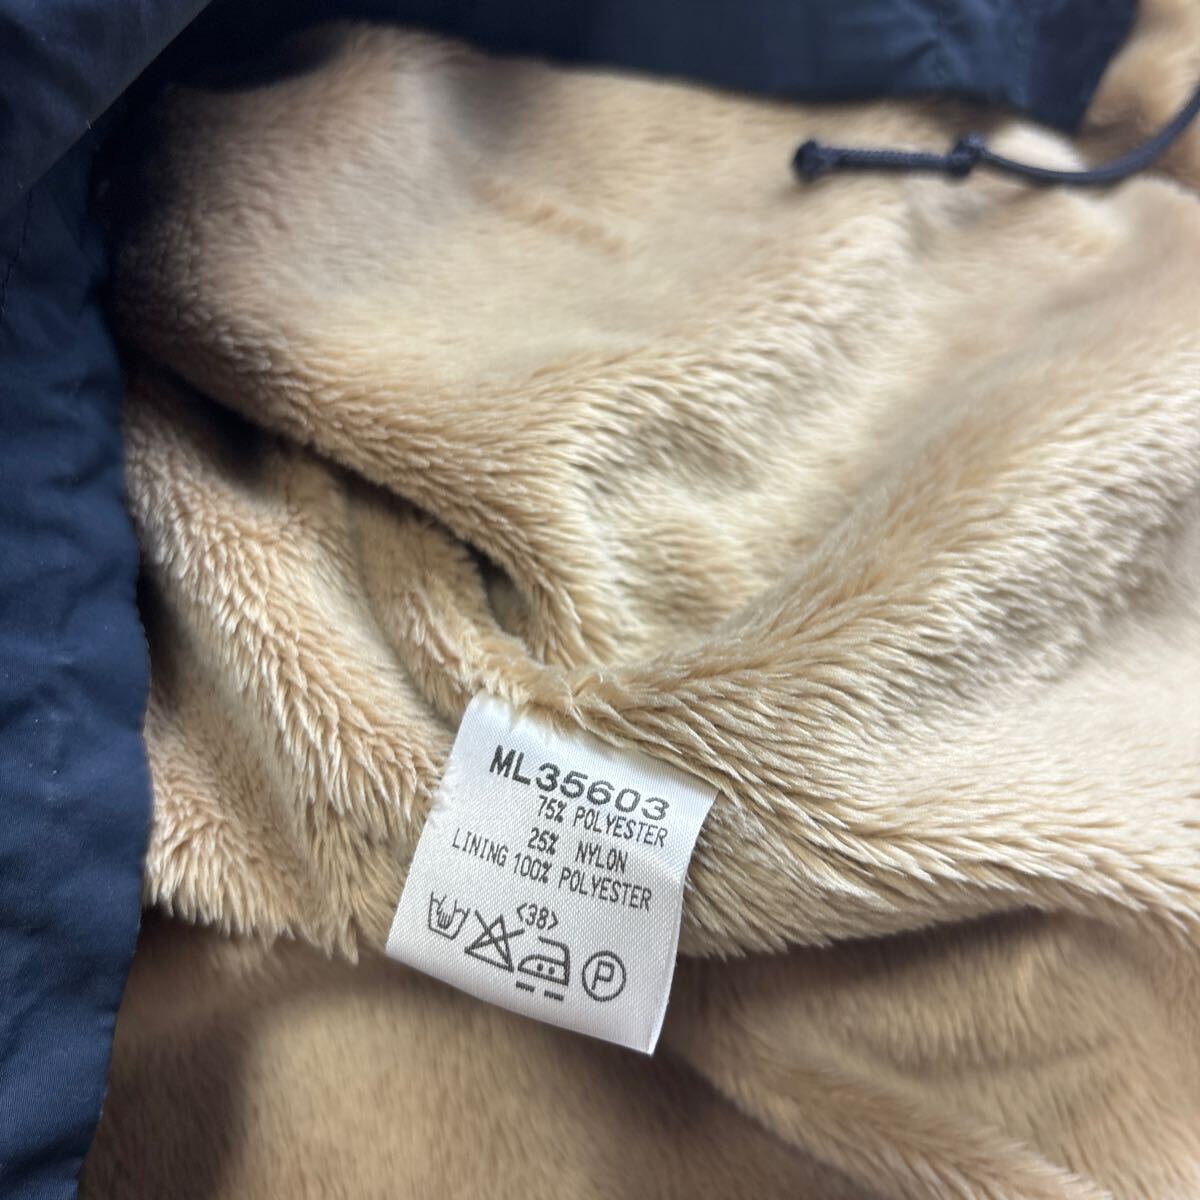 ML35603
75% POLYESTER
25% NYLON
LINING 100% POLYESTER
<38>
P